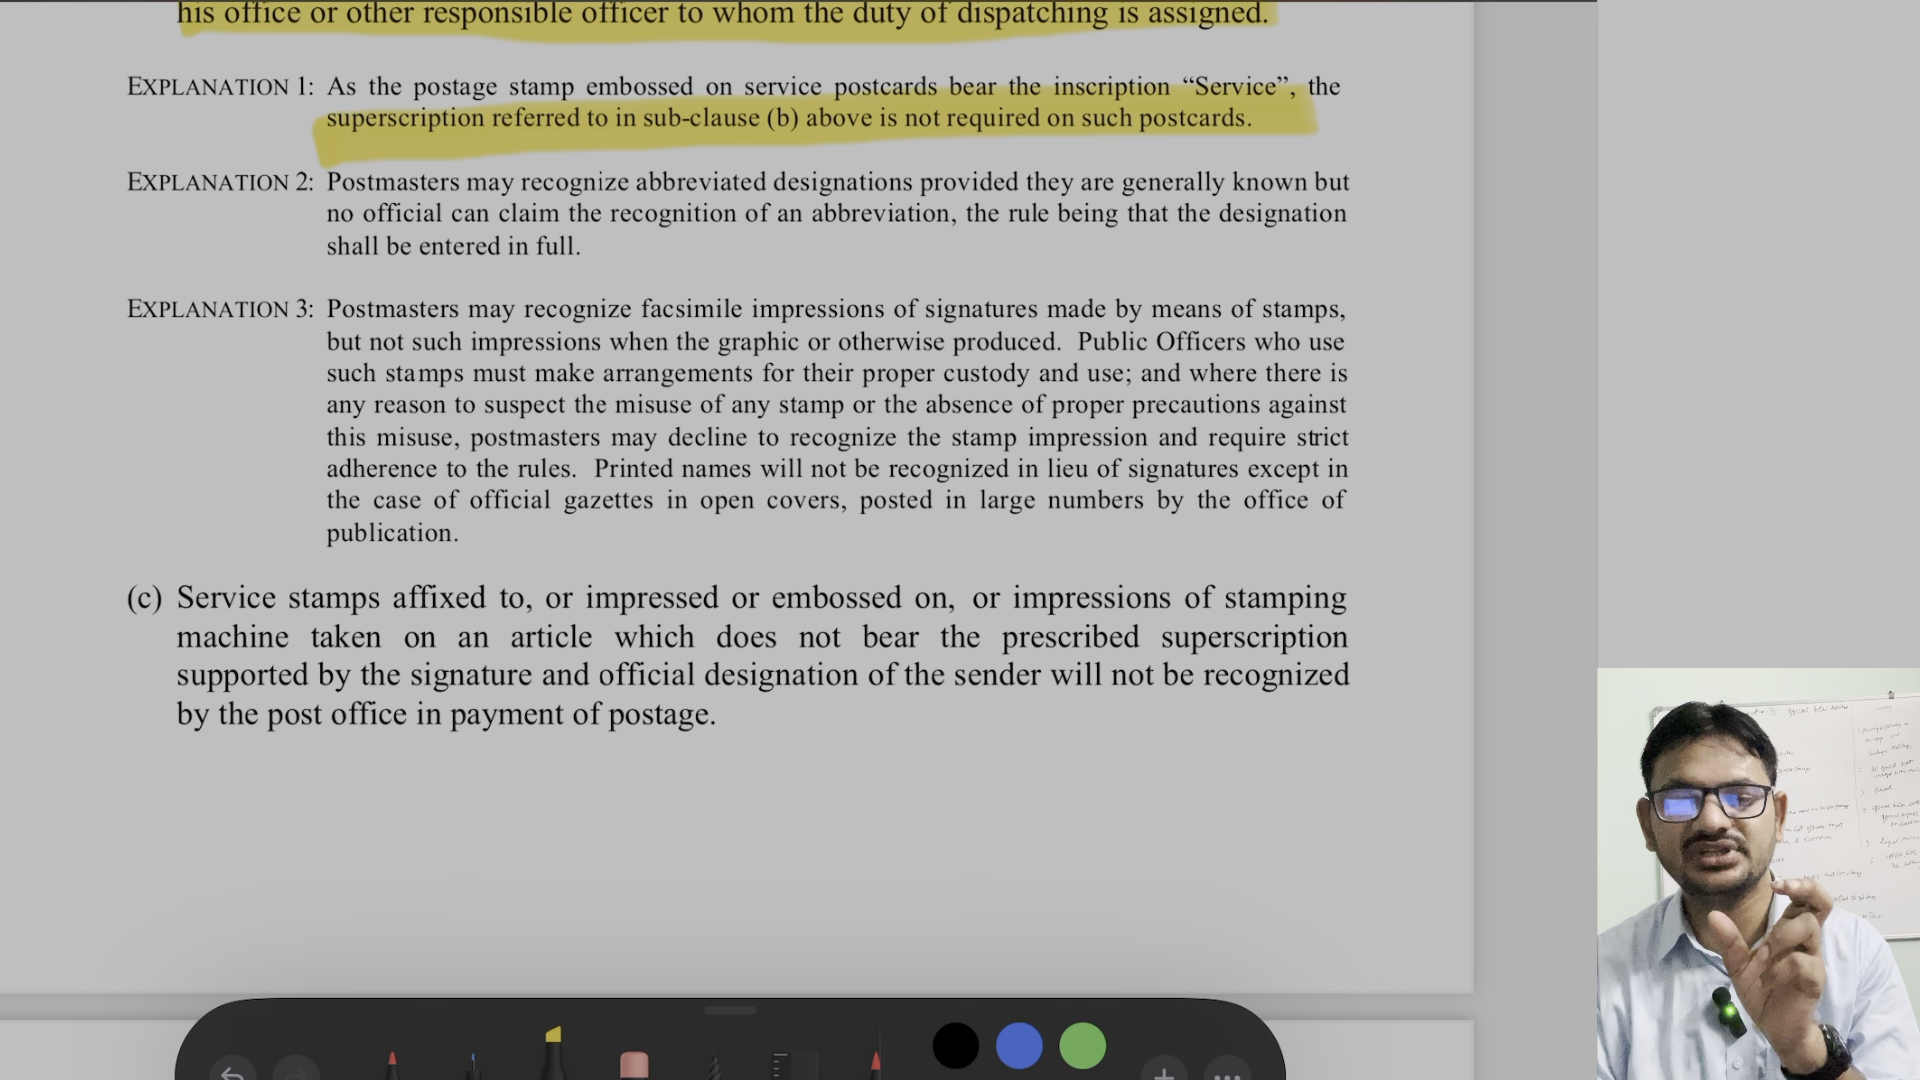 his office or other responsible officer to whom the duty of dispatching is assigned.
EXPLANATION 1: As the postage stamp embossed on service postcards bear the inscription “Service”, the
superscription referred to in sub-clause (b) above is not required on such postcards.
EXPLANATION 2: Postmasters may recognize abbreviated designations provided they are generally known but
no official can claim the recognition of an abbreviation, the rule being that the designation
shall be entered in full.
EXPLANATION 3: Postmasters may recognize facsimile impressions of signatures made by means of stamps,
but not such impressions when the graphic or otherwise produced. Public Officers who use
such stamps must make arrangements for their proper custody and use; and where there is
any reason to suspect the misuse of any stamp or the absence of proper precautions against
this misuse, postmasters may decline to recognize the stamp impression and require strict
adherence to the rules. Printed names will not be recognized in lieu of signatures except in
the case of official gazettes in open covers, posted in large numbers by the office of
publication.
(c) Service stamps affixed to, or impressed or embossed on, or impressions of stamping
machine taken on an article which does not bear the prescribed superscription
supported by the signature and official designation of the sender will not be recognized
by the post office in payment of postage.